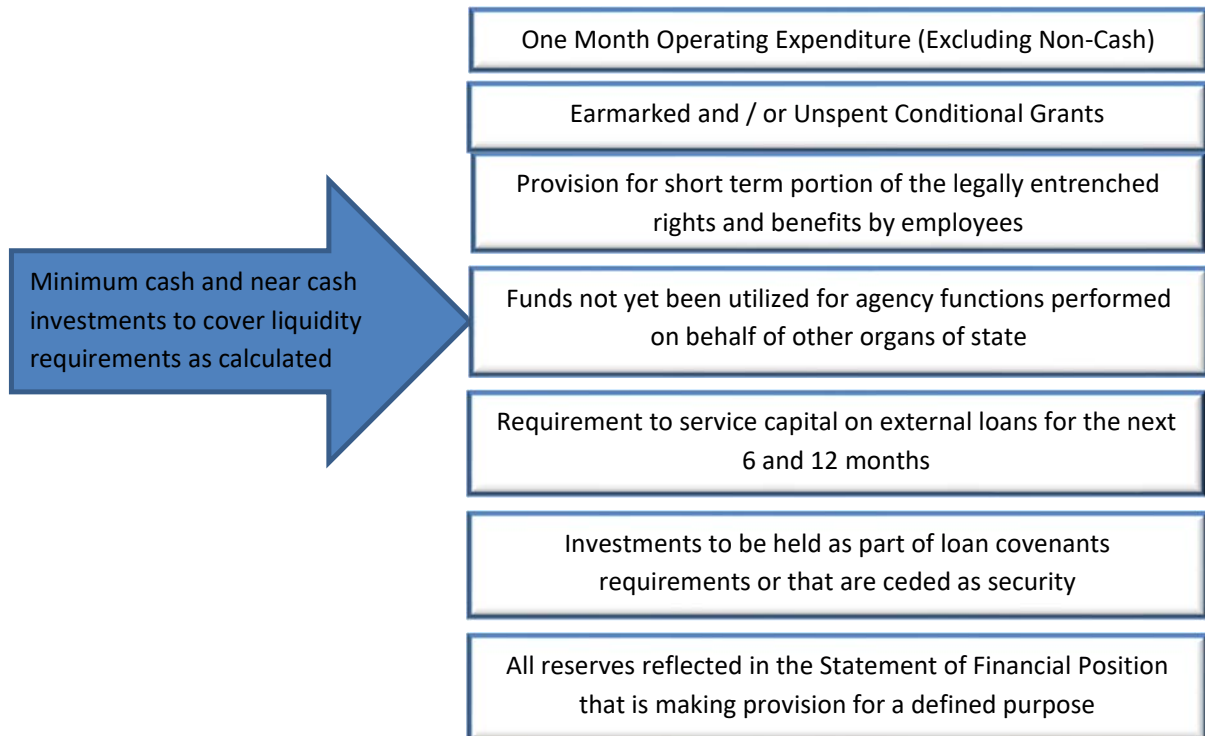 One Month Operating Expenditure (Excluding Non-Cash)
Earmarked and / or Unspent Conditional Grants
Provision for short term portion of the legally entrenched
rights and benefits by employees
Minimum cash and near cash
investments to cover liquidity
requirements as calculated
Funds not yet been utilized for agency functions performed
on behalf of other organs of state
Requirement to service capital on external loans for the next
6 and 12 months
Investments to be held as part of loan covenants
requirements or that are ceded as security
All reserves reflected in the Statement of Financial Position
that is making provision for a defined purpose